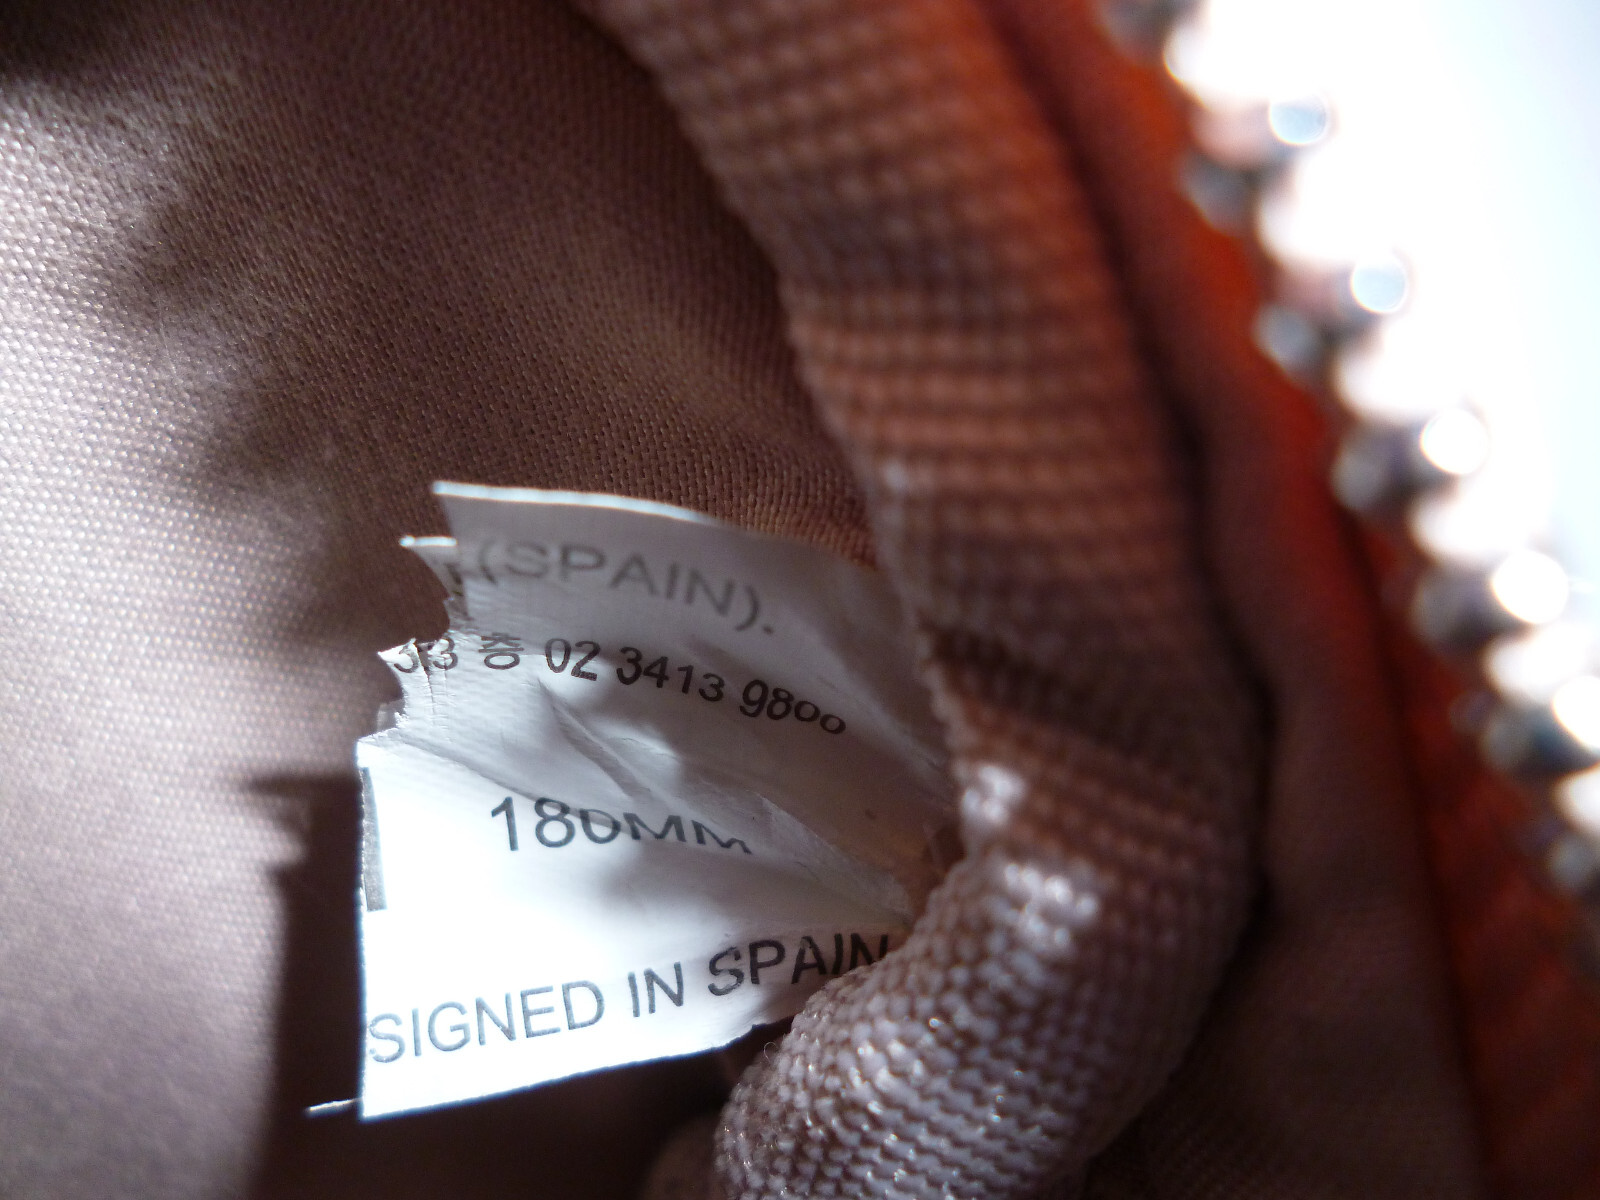 (SPAIN).
층 02 3413 9800
180MM
SIGNED IN SPAIN